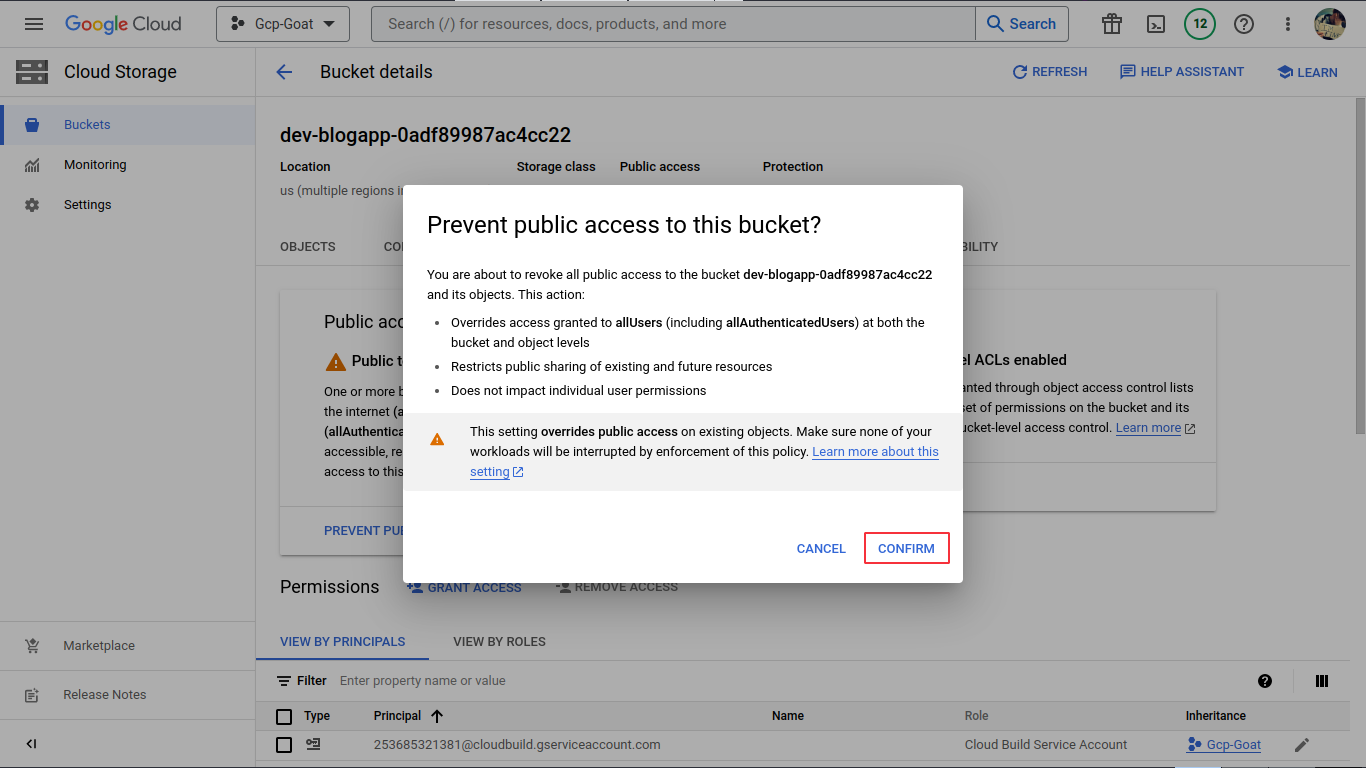 Google Cloud
Gcp-Goat
Search (/) for resources, docs, products, and more
Search
12
Cloud Storage
Bucket details
REFRESH
HELP ASSISTANT
LEARN
Buckets
Monitoring
Settings
Marketplace
Release Notes
dev-blogapp-0adf89987ac4cc22
Location
Storage class
Public access
Protection
us (multiple regions i
OBJECTS
CO
BILITY
Public acc
Public t
One or more b
the internet (a
(allAuthentica
accessible, re
access to this
PREVENT PU
el ACLs enabled
anted through object access control lists
set of permissions on the bucket and its
ucket-level access control. Learn more
Prevent public access to this bucket?
You are about to revoke all public access to the bucket dev-blogapp-0adf89987ac4cc22
and its objects. This action:
• Overrides access granted to allUsers (including allAuthenticatedUsers) at both the
bucket and object levels
• Restricts public sharing of existing and future resources
• Does not impact individual user permissions
This setting overrides public access on existing objects. Make sure none of your
workloads will be interrupted by enforcement of this policy. Learn more about this
setting
CANCEL
CONFIRM
Permissions
GRANT ACCESS
REMOVE ACCESS
VIEW BY PRINCIPALS
VIEW BY ROLES
Filter
Enter property name or value
Type
Principal
Name
Role
Inheritance
253685321381@cloudbuild.gserviceaccount.com
Cloud Build Service Account
Gcp-Goat